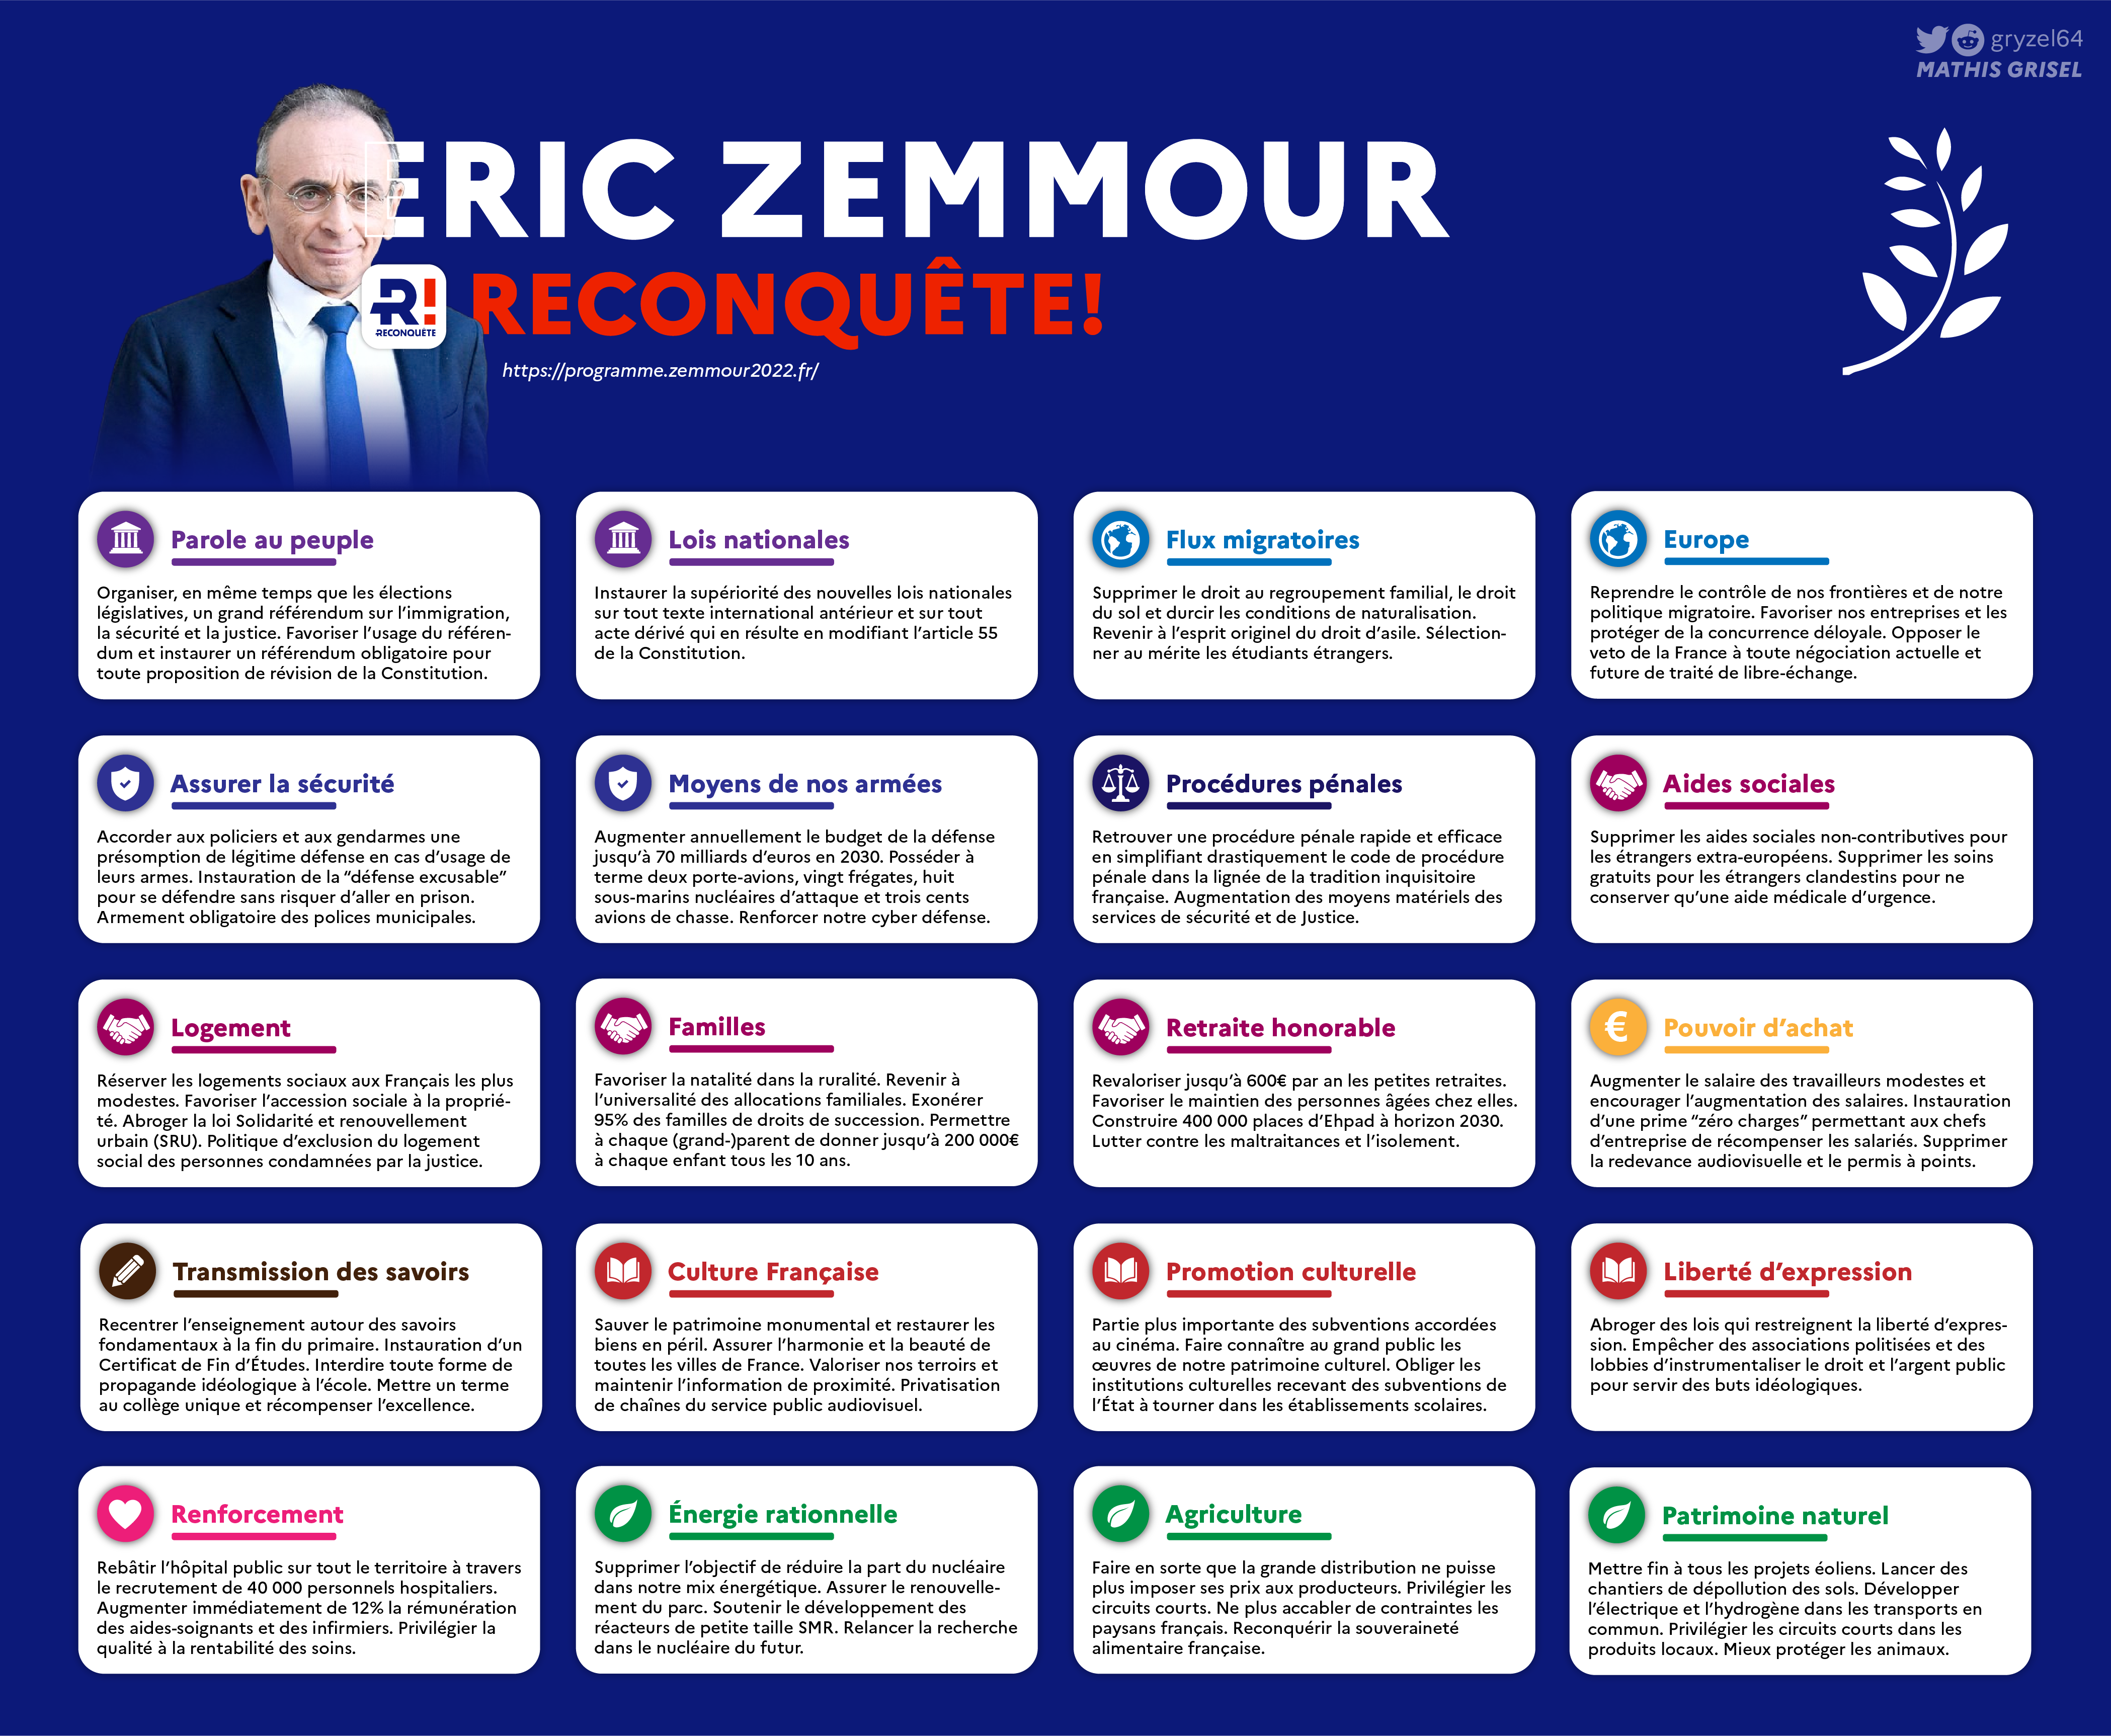 gryzel64
MATHIS GRISEL
ERIC ZEMMOUR
R!
RECONQUÊTE
RECONQUÊTE!
https://programme.zemmour2022.fr/
Parole au peuple
Organiser, en même temps que les élections
législatives, un grand référendum sur l’immigration,
la sécurité et la justice. Favoriser l’usage du référen-
dum et instaurer un référendum obligatoire pour
toute proposition de révision de la Constitution.
Lois nationales
Instaurer la supériorité des nouvelles lois nationales
sur tout texte international antérieur et sur tout
acte dérivé qui en résulte en modifiant l’article 55
de la Constitution.
Flux migratoires
Supprimer le droit au regroupement familial, le droit
du sol et durcir les conditions de naturalisation.
Revenir à l’esprit originel du droit d’asile. Sélection-
ner au mérite les étudiants étrangers.
Europe
Reprendre le contrôle de nos frontières et de notre
politique migratoire. Favoriser nos entreprises et les
protéger de la concurrence déloyale. Opposer le
veto de la France à toute négociation actuelle et
future de traité de libre-échange.
Assurer la sécurité
Accorder aux policiers et aux gendarmes une
présomption de légitime défense en cas d’usage de
leurs armes. Instauration de la “défense excusable”
pour se défendre sans risquer d’aller en prison.
Armement obligatoire des polices municipales.
Moyens de nos armées
Augmenter annuellement le budget de la défense
jusqu’à 70 milliards d’euros en 2030. Posséder à
terme deux porte-avions, vingt frégates, huit
sous-marins nucléaires d’attaque et trois cents
avions de chasse. Renforcer notre cyber défense.
Procédures pénales
Retrouver une procédure pénale rapide et efficace
en simplifiant drastiquement le code de procédure
pénale dans la lignée de la tradition inquisitoire
française. Augmentation des moyens matériels des
services de sécurité et de Justice.
Aides sociales
Supprimer les aides sociales non-contributives pour
les étrangers extra-européens. Supprimer les soins
gratuits pour les étrangers clandestins pour ne
conserver qu’une aide médicale d’urgence.
Logement
Réserver les logements sociaux aux Français les plus
modestes. Favoriser l’accession sociale à la proprié-
té. Abroger la loi Solidarité et renouvellement
urbain (SRU). Politique d’exclusion du logement
social des personnes condamnées par la justice.
Familles
Favoriser la natalité dans la ruralité. Revenir à
l’universalité des allocations familiales. Exonérer
95% des familles de droits de succession. Permettre
à chaque (grand-)parent de donner jusqu’à 200 000€
à chaque enfant tous les 10 ans.
Retraite honorable
Revaloriser jusqu’à 600€ par an les petites retraites.
Favoriser le maintien des personnes âgées chez elles.
Construire 400 000 places d’Ehpad à horizon 2030.
Lutter contre les maltraitances et l’isolement.
Pouvoir d’achat
Augmenter le salaire des travailleurs modestes et
encourager l’augmentation des salaires. Instauration
d’une prime “zéro charges” permettant aux chefs
d’entreprise de récompenser les salariés. Supprimer
la redevance audiovisuelle et le permis à points.
Transmission des savoirs
Recentrer l’enseignement autour des savoirs
fondamentaux à la fin du primaire. Instauration d’un
Certificat de Fin d’Études. Interdire toute forme de
propagande idéologique à l’école. Mettre un terme
au collège unique et récompenser l’excellence.
Culture Française
Sauver le patrimoine monumental et restaurer les
biens en péril. Assurer l’harmonie et la beauté de
toutes les villes de France. Valoriser nos terroirs et
maintenir l’information de proximité. Privatisation
de chaînes du service public audiovisuel.
Promotion culturelle
Partie plus importante des subventions accordées
au cinéma. Faire connaître au grand public les
œuvres de notre patrimoine culturel. Obliger les
institutions culturelles recevant des subventions de
l’État à tourner dans les établissements scolaires.
Liberté d’expression
Abroger des lois qui restreignent la liberté d’expres-
sion. Empêcher des associations politisées et des
lobbies d’instrumentaliser le droit et l’argent public
pour servir des buts idéologiques.
Renforcement
Rebâtir l’hôpital public sur tout le territoire à travers
le recrutement de 40 000 personnels hospitaliers.
Augmenter immédiatement de 12% la rémunération
des aides-soignants et des infirmiers. Privilégier la
qualité à la rentabilité des soins.
Énergie rationnelle
Supprimer l’objectif de réduire la part du nucléaire
dans notre mix énergétique. Assurer le renouvelle-
ment du parc. Soutenir le développement des
réacteurs de petite taille SMR. Relancer la recherche
dans le nucléaire du futur.
Agriculture
Faire en sorte que la grande distribution ne puisse
plus imposer ses prix aux producteurs. Privilégier les
circuits courts. Ne plus accabler de contraintes les
paysans français. Reconquérir la souveraineté
alimentaire française.
Patrimoine naturel
Mettre fin à tous les projets éoliens. Lancer des
chantiers de dépollution des sols. Développer
l’électrique et l’hydrogène dans les transports en
commun. Privilégier les circuits courts dans les
produits locaux. Mieux protéger les animaux.